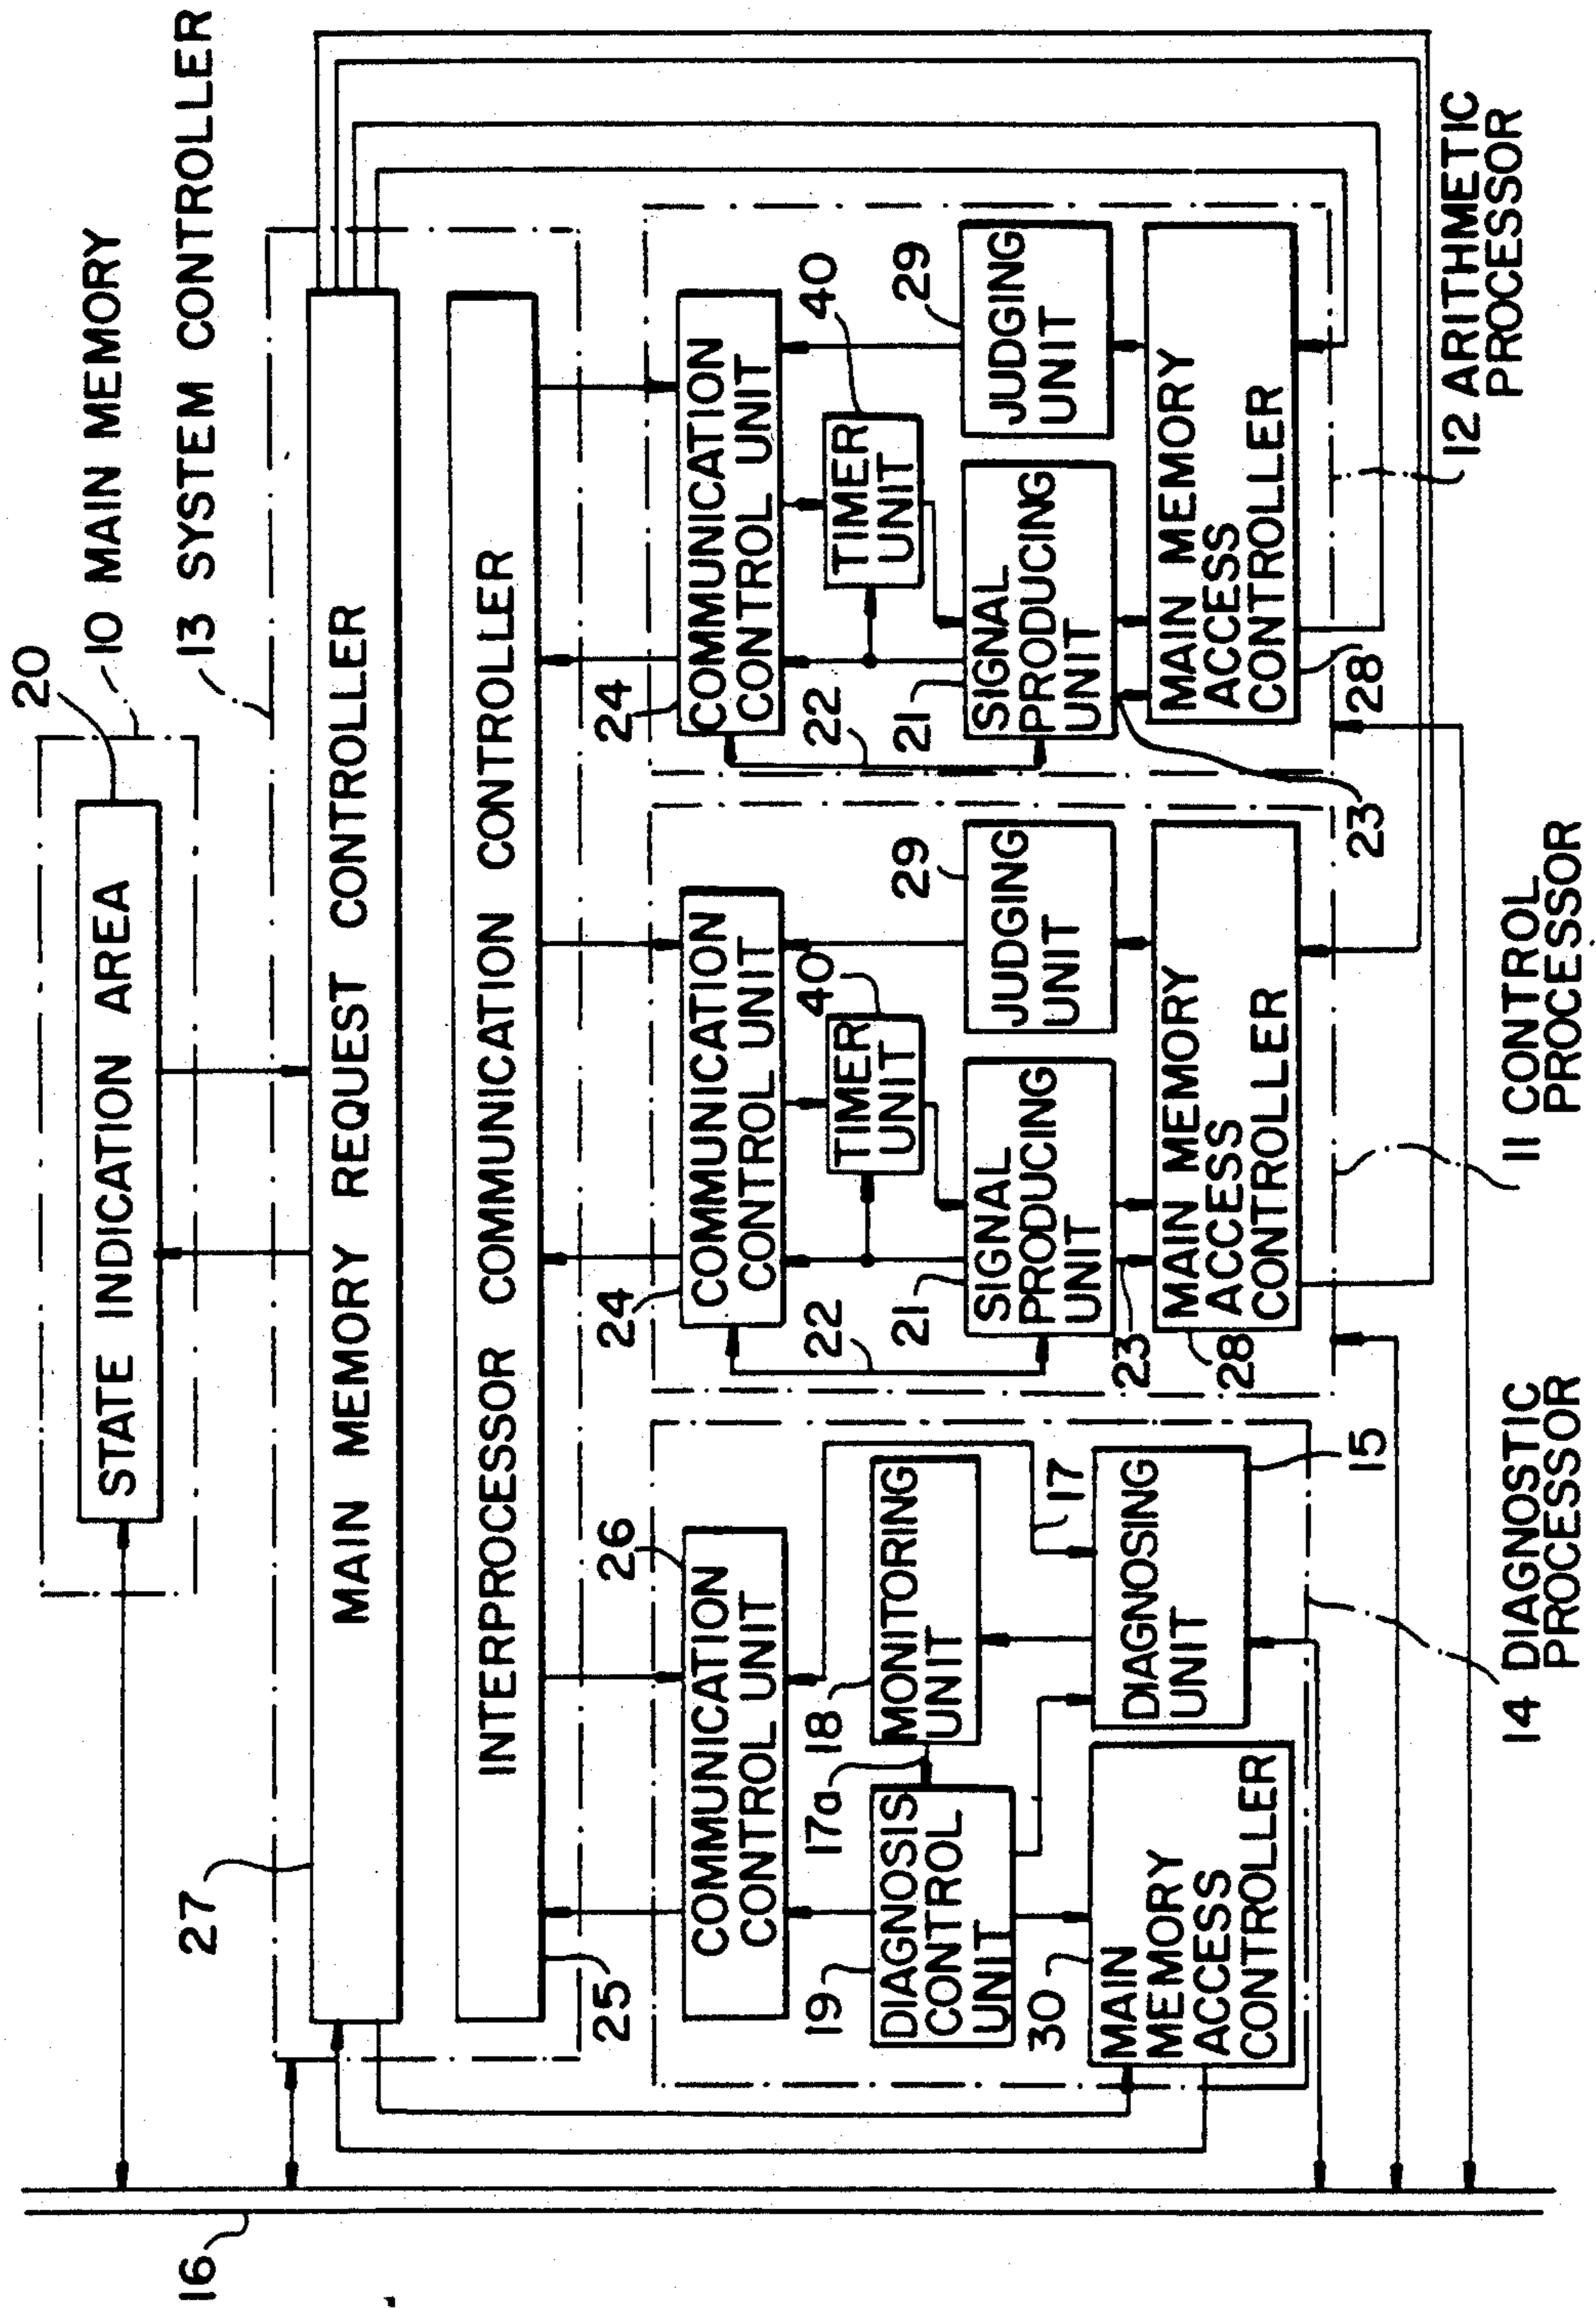 16
20
10 MAIN MEMORY
STATE INDICATION AREA
13 SYSTEM CONTROLLER
27
MAIN MEMORY REQUEST CONTROLLER
INTERPROCESSOR COMMUNICATION CONTROLLER
25
26
COMMUNICATION
CONTROL UNIT
17a
18
MONITORING
UNIT
19
DIAGNOSIS
CONTROL
UNIT
17
DIAGNOSING
UNIT
15
30
MAIN
MEMORY
ACCESS
CONTROLLER
14 DIAGNOSTIC
PROCESSOR
24
COMMUNICATION
CONTROL UNIT
40
TIMER
UNIT
22
21
SIGNAL
PRODUCING
UNIT
29
JUDGING
UNIT
23
MAIN MEMORY
ACCESS
CONTROLLER
28
11 CONTROL
PROCESSOR
24
COMMUNICATION
CONTROL UNIT
40
TIMER
UNIT
22
21
SIGNAL
PRODUCING
UNIT
29
JUDGING
UNIT
23
MAIN MEMORY
ACCESS
CONTROLLER
28
12 ARITHMETIC
PROCESSOR